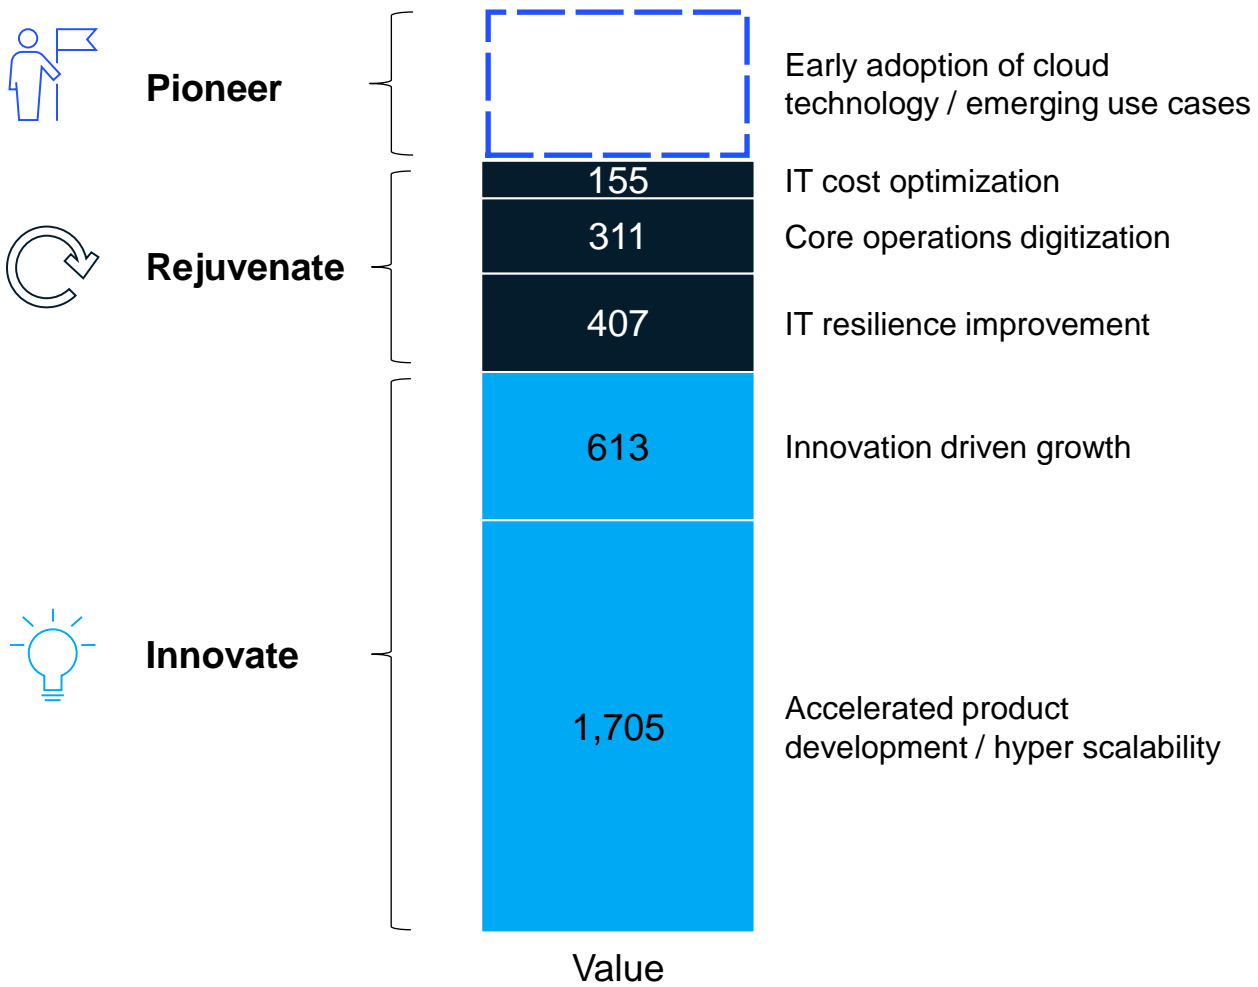 Pioneer
Early adoption of cloud
technology / emerging use cases
155
IT cost optimization
Rejuvenate
311
Core operations digitization
407
IT resilience improvement
613
Innovation driven growth
Innovate
1,705
Accelerated product
development / hyper scalability
Value